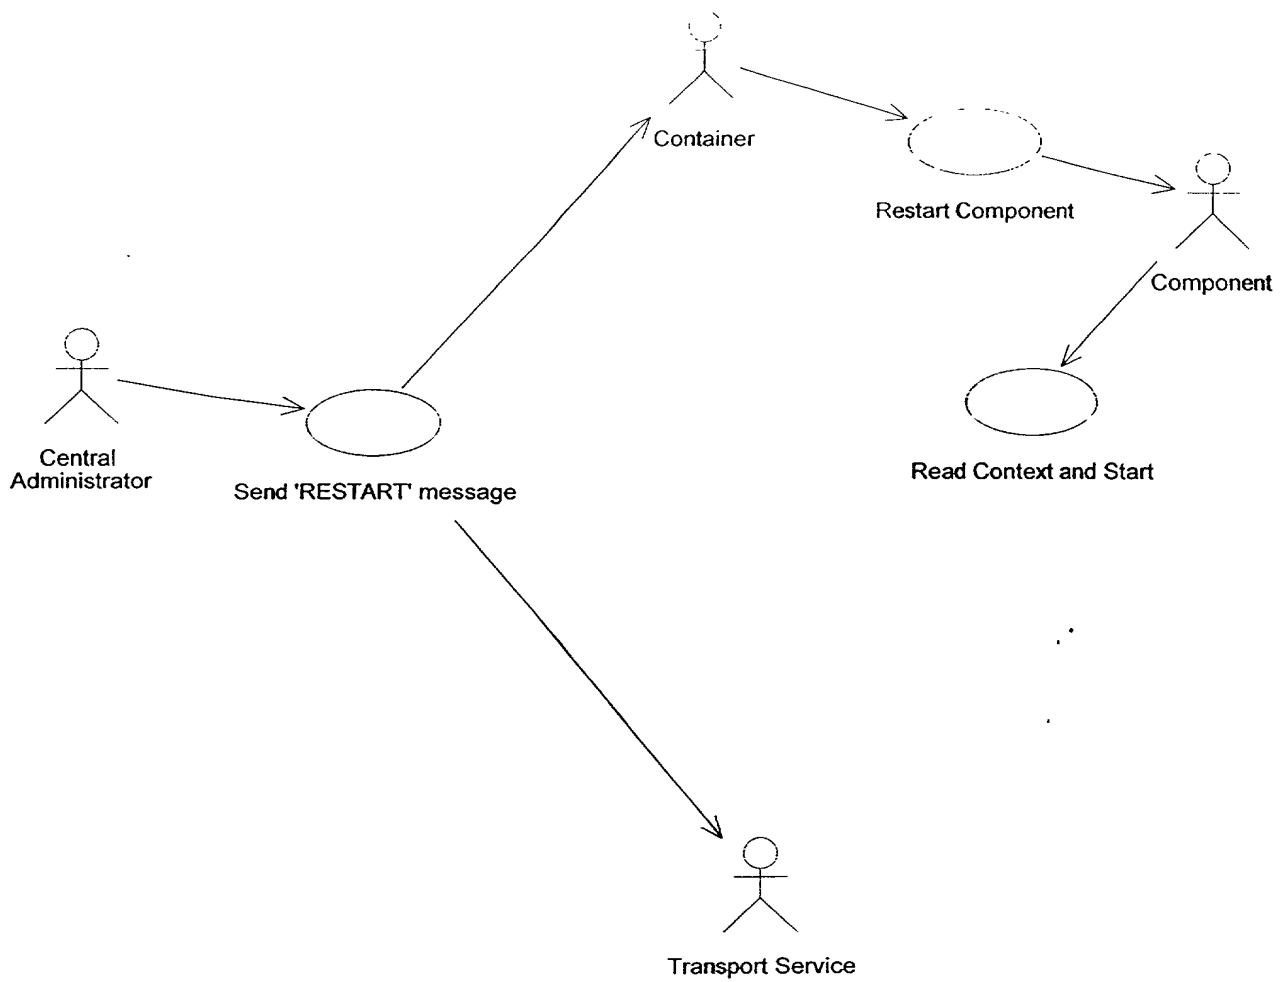 Container
Restart Component
Component
Central
Administrator
Read Context and Start
Send 'RESTART' message
Transport Service